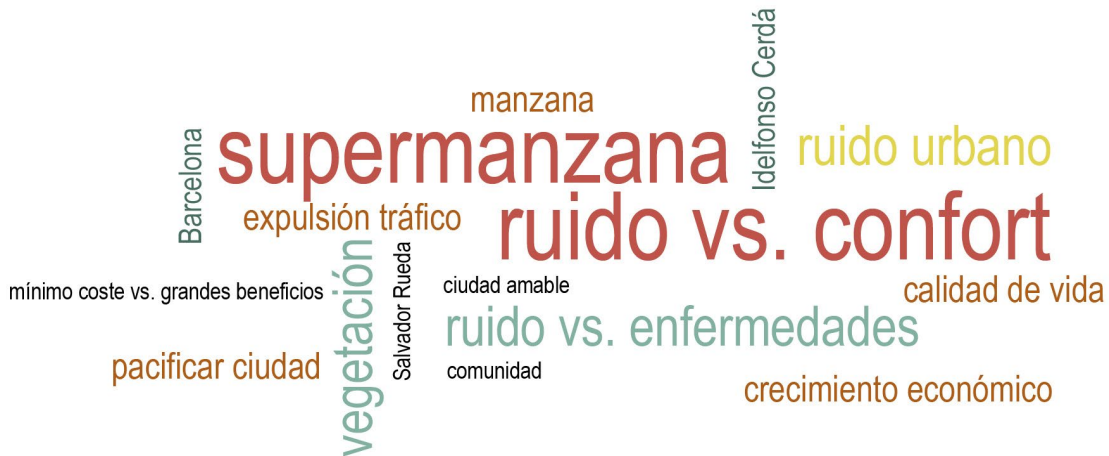 Idelfonso Cerdá
manzana
Barcelona
supermanzana
ruido urbano
expulsión tráfico
ruido vs. confort
vegetación
Salvador Rueda
mínimo coste vs. grandes beneficios
ciudad amable
calidad de vida
ruido vs. enfermedades
pacificar ciudad
comunidad
crecimiento económico